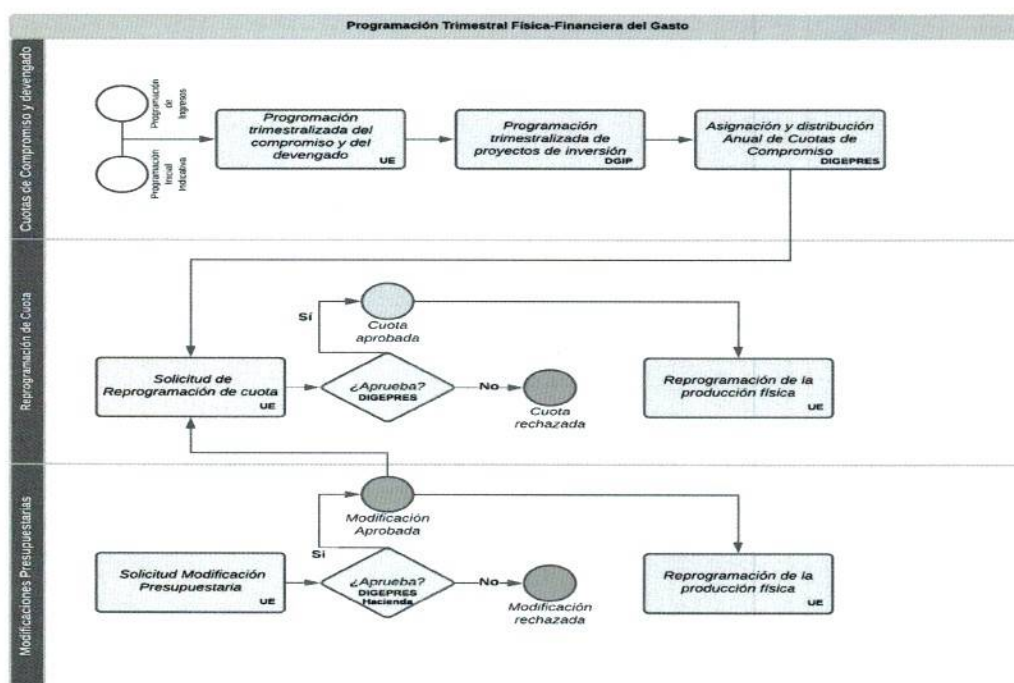 Programación Trimestral Física-Financiera del Gasto
Cuotas de Compromiso y devengado
Programación
de
Ingresos
Programación
Inicial
Indicativa
Progromación
trimestralizada del
compromiso y del
devengado
UE
Programación
trimestralizada de
proyectos de inversión
DGIP
Asignación y distribución
Anual de Cuotas de
Compromiso
DIGEPRES
Reprogramación de Cuota
Solicitud de
Reprogramación de cuota
UE
¿Aprueba?
DIGEPRES
Sí
Cuota
aprobada
No
Cuota
rechazada
Reprogramación de la
producción física
UE
Modificaciones Presupuestarias
Solicitud Modificación
Presupuestaría
UE
¿Aprueba?
DIGEPRES
Hacienda
Sí
Modificación
Aprobada
No
Modificación
rechazada
Reprogramación de la
producción física
UE